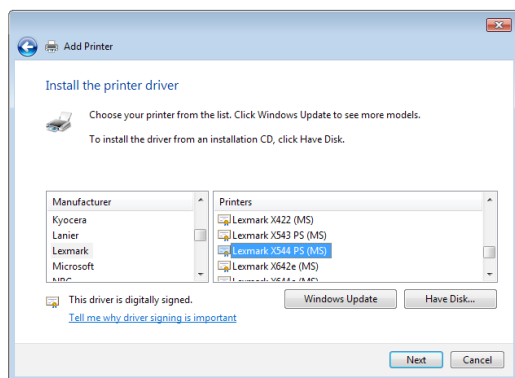 Add Printer
Install the printer driver
Choose your printer from the list. Click Windows Update to see more models.
To install the driver from an installation CD, click Have Disk.
Manufacturer
Kyocera
Lanier
Lexmark
Microsoft
Printers
Lexmark X422 (MS)
Lexmark X543 PS (MS)
Lexmark X544 PS (MS)
Lexmark X642e (MS)
This driver is digitally signed.
Windows Update
Have Disk...
Tell me why driver signing is important
Next
Cancel